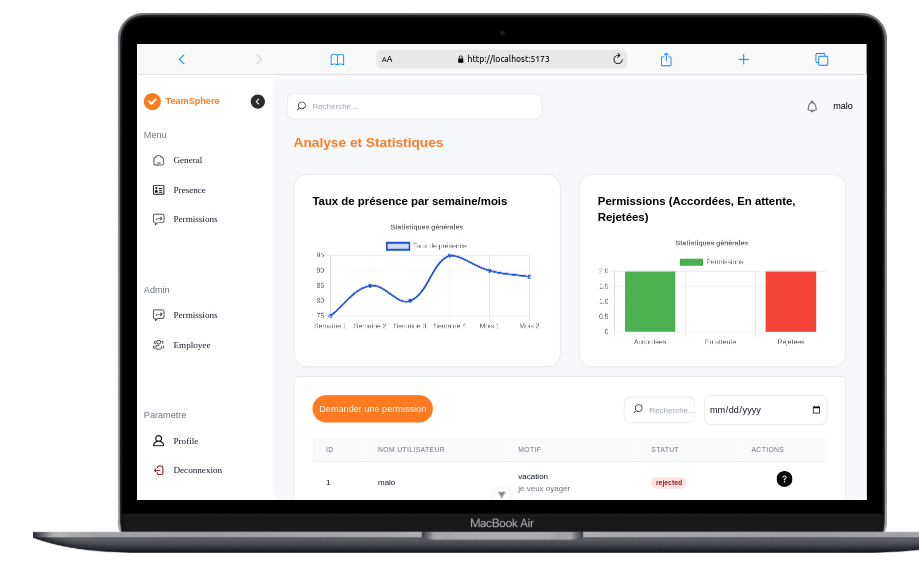 AA
http://localhost:5173
TeamSphere
Recherche...
malo
Menu
General
Presence
Permissions
Admin
Permissions
Employee
Parametre
Profile
Deconnexion
Analyse et Statistiques
Taux de présence par semaine/mois
Statistiques générales
Taux de présence
95
90
85
80
75
Semaine 1 Semaine 2 Semaine 3 Semaine 4 Mois 1 Mois 2
Permissions (Accordées, En attente,
Rejetées)
Statistiques générales
Permissions
2.0
1.5
1.0
0.5
0
Accordées En attente Rejetées
Demander une permission
Recherche...
mm/dd/yyyy
ID NOM UTILISATEUR MOTIF STATUT ACTIONS
1 malo vacation rejected ?
je veux oyager
MacBook Air